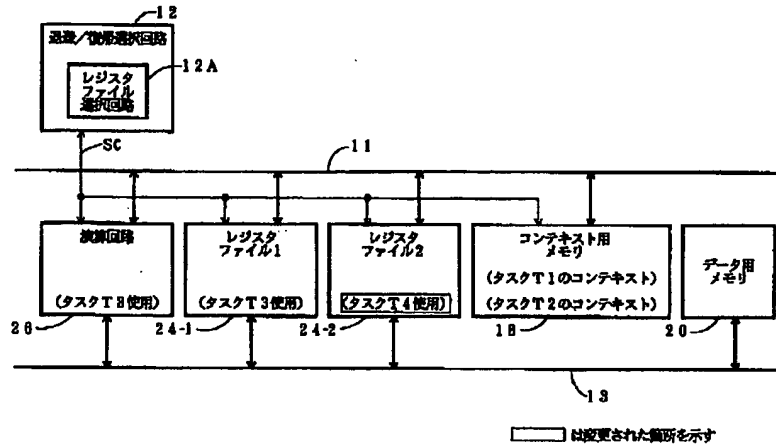 12
退避／復帰選択回路
12A
レジスタ
ファイル
選択回路
SC
11
演算回路
(タスクT3使用)
26
レジスタ
ファイル1
(タスクT3使用)
24-1
レジスタ
ファイル2
(タスクT4使用)
24-2
コンテキスト用
メモリ
(タスクT1のコンテキスト)
(タスクT2のコンテキスト)
18
データ用
メモリ
20
13
は変更された箇所を示す